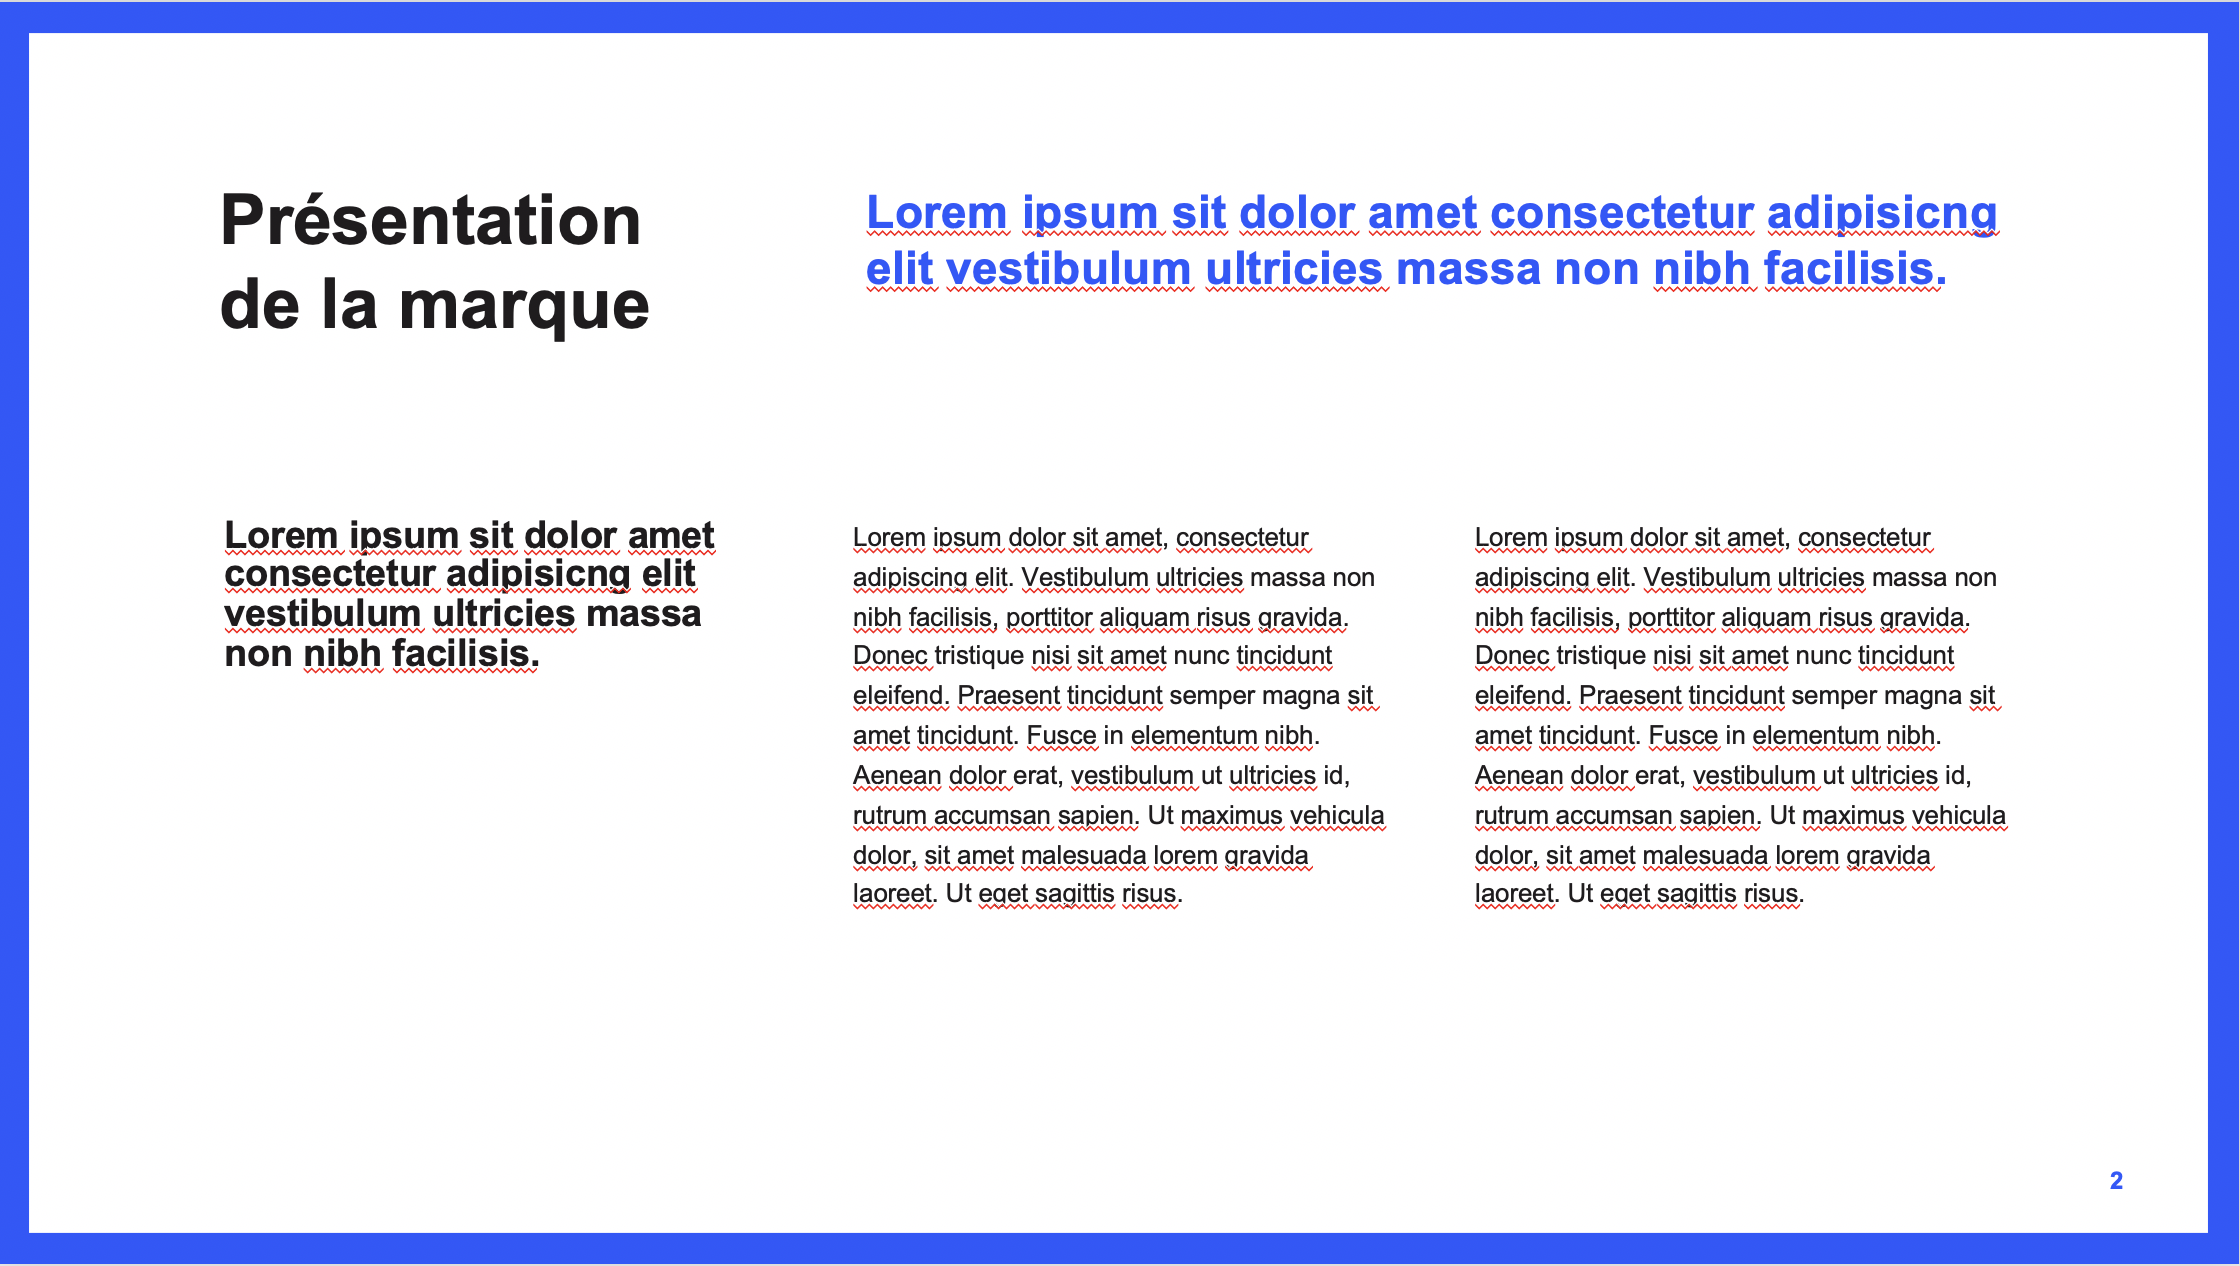 Présentation
de la marque
Lorem ipsum sit dolor amet consectetur adipisicng
elit vestibulum ultricies massa non nibh facilisis.
Lorem ipsum sit dolor amet
consectetur adipisicng elit
vestibulum ultricies massa
non nibh facilisis.
Lorem ipsum dolor sit amet, consectetur
adipiscing elit. Vestibulum ultricies massa non
nibh facilisis, porttitor aliquam risus gravida.
Donec tristique nisi sit amet nunc tincidunt
eleifend. Praesent tincidunt semper magna sit
amet tincidunt. Fusce in elementum nibh.
Aenean dolor erat, vestibulum ut ultricies id,
rutrum accumsan sapien. Ut maximus vehicula
dolor, sit amet malesuada lorem gravida
laoreet. Ut eget sagittis risus.
Lorem ipsum dolor sit amet, consectetur
adipiscing elit. Vestibulum ultricies massa non
nibh facilisis, porttitor aliquam risus gravida.
Donec tristique nisi sit amet nunc tincidunt
eleifend. Praesent tincidunt semper magna sit
amet tincidunt. Fusce in elementum nibh.
Aenean dolor erat, vestibulum ut ultricies id,
rutrum accumsan sapien. Ut maximus vehicula
dolor, sit amet malesuada lorem gravida
laoreet. Ut eget sagittis risus.
2